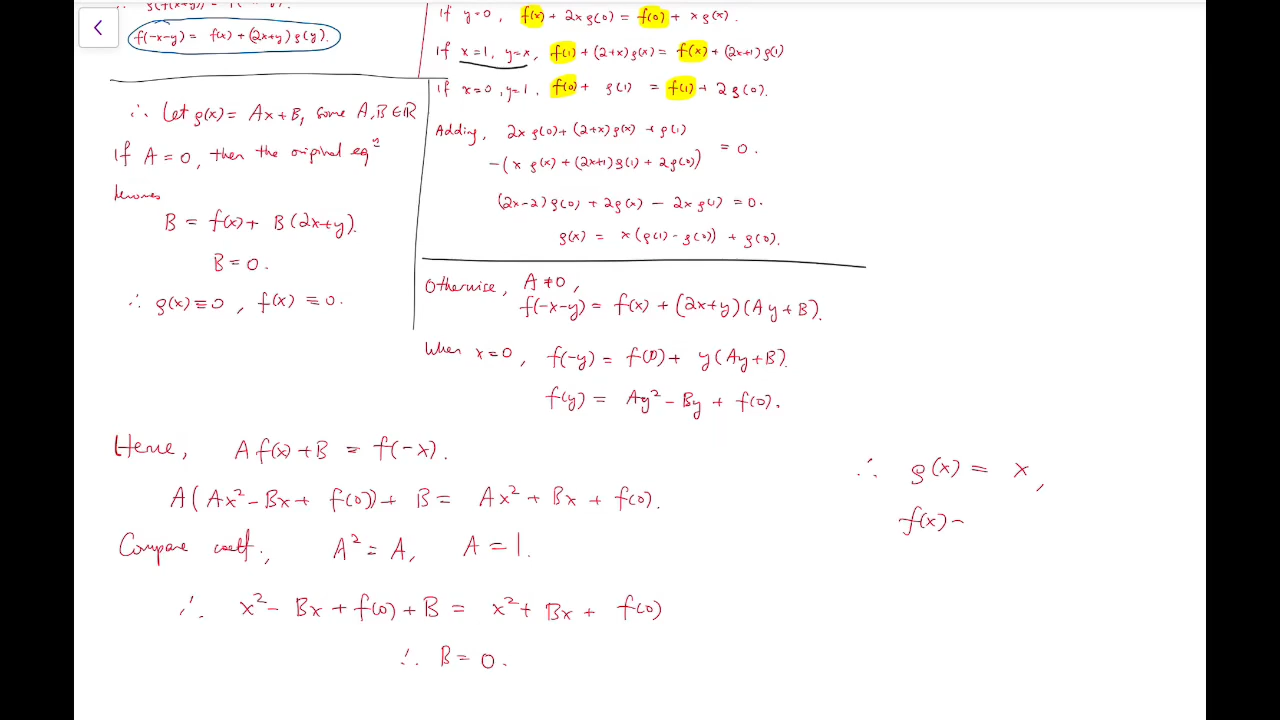 f(-x-y) = f(x) + (2x+y) g(y).
If y=0, f(x) + 2x g(0) = f(0) + x g(x).
If x=1, y=x, f(1) + (2+x) g(x) = f(x) + (2x+1) g(1)
If x=0, y=1, f(0) + g(1) = f(1) + 2g(0).
Adding, 2x g(0) + (2+x) g(x) + g(1)
-(x g(x) + (2x+1) g(1) + 2g(0)) = 0.
(2x-2) g(0) + 2g(x) - 2x g(1) = 0.
g(x) = x(g(1) - g(0)) + g(0).
∴ Let g(x) = Ax + B, some A, B ∈ ℝ
If A = 0, then the original eqⁿ
becomes
B = f(x) + B(2x+y).
B = 0.
∴ g(x) ≡ 0, f(x) ≡ 0.
Otherwise, A ≠ 0,
f(-x-y) = f(x) + (2x+y)(Ay+B).
When x=0, f(-y) = f(0) + y(Ay+B).
f(y) = Ay² - By + f(0).
Hence, A f(x) + B = f(-x).
A(Ax² - Bx + f(0)) + B = Ax² + Bx + f(0).
Compare coeff., A² = A, A = 1.
∴ x² - Bx + f(0) + B = x² + Bx + f(0)
∴ B = 0.
∴ g(x) = x,
f(x) -